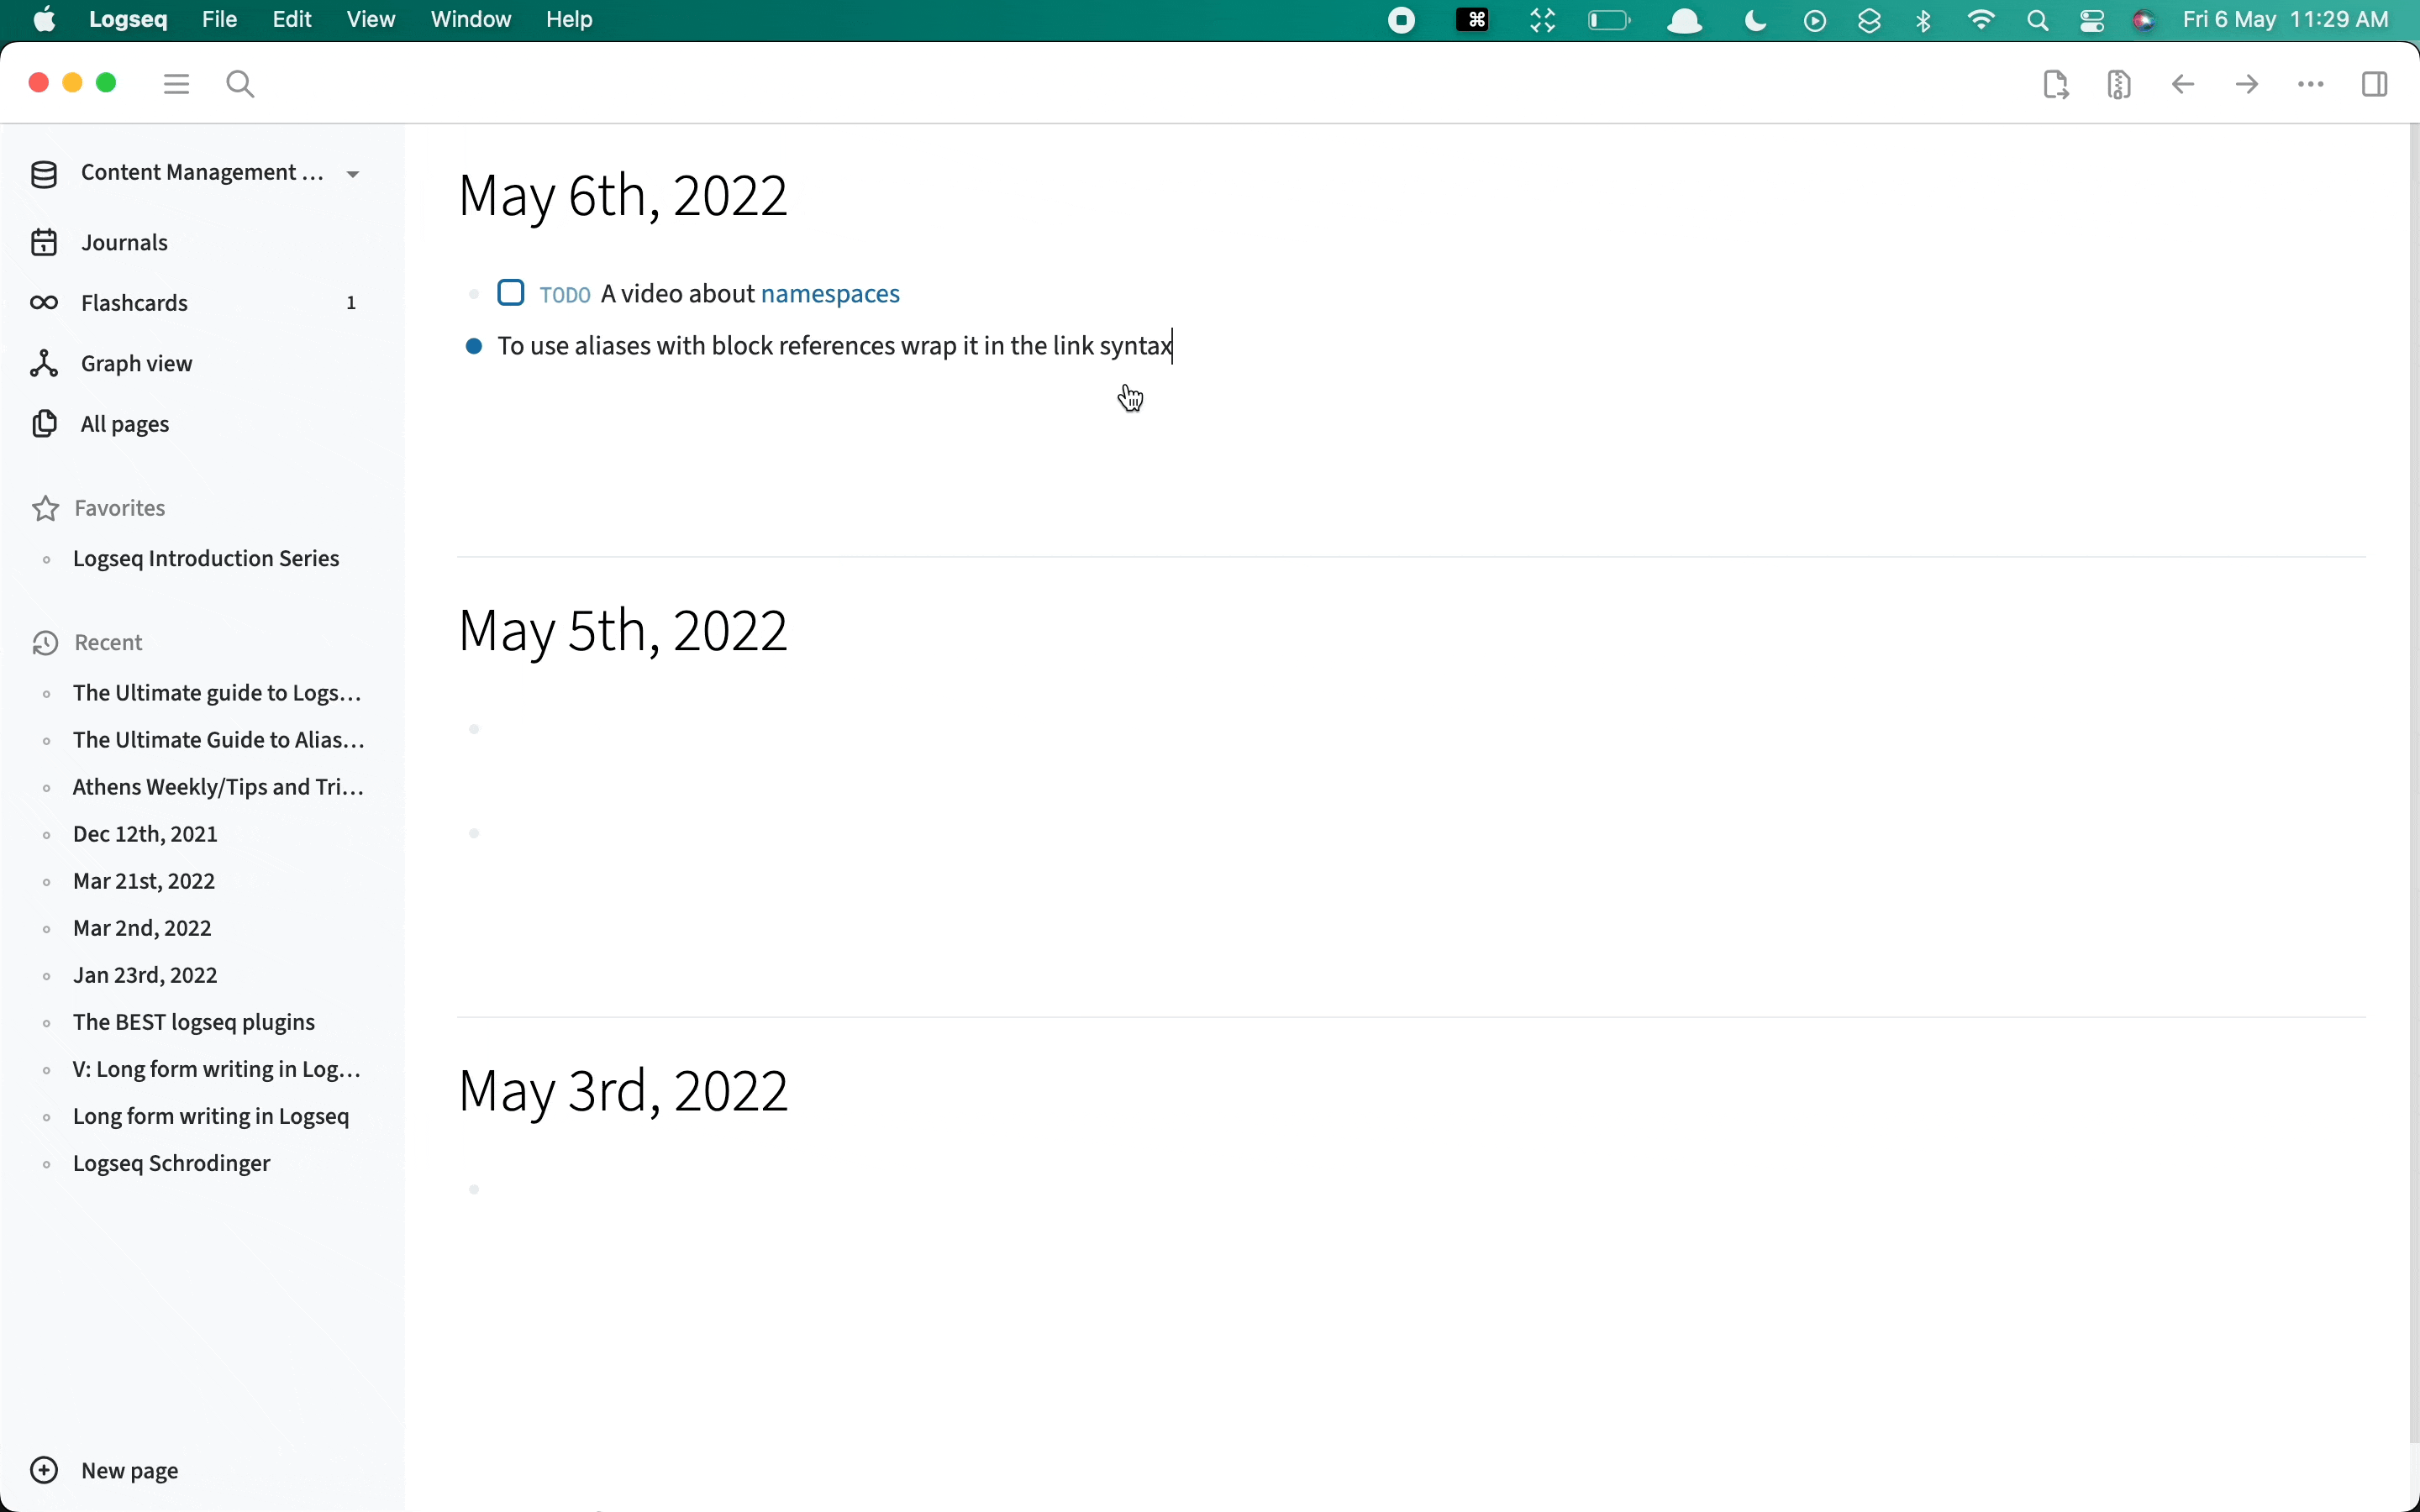 Logseq File Edit View Window Help Fri 6 May 11:29 AM
Content Management ...
Journals
Flashcards 1
Graph view
All pages
Favorites
Logseq Introduction Series
Recent
The Ultimate guide to Logs...
The Ultimate Guide to Alias...
Athens Weekly/Tips and Tri...
Dec 12th, 2021
Mar 21st, 2022
Mar 2nd, 2022
Jan 23rd, 2022
The BEST logseq plugins
V: Long form writing in Log...
Long form writing in Logseq
Logseq Schrodinger
New page
May 6th, 2022
TODO A video about namespaces
To use aliases with block references wrap it in the link syntax
May 5th, 2022
May 3rd, 2022